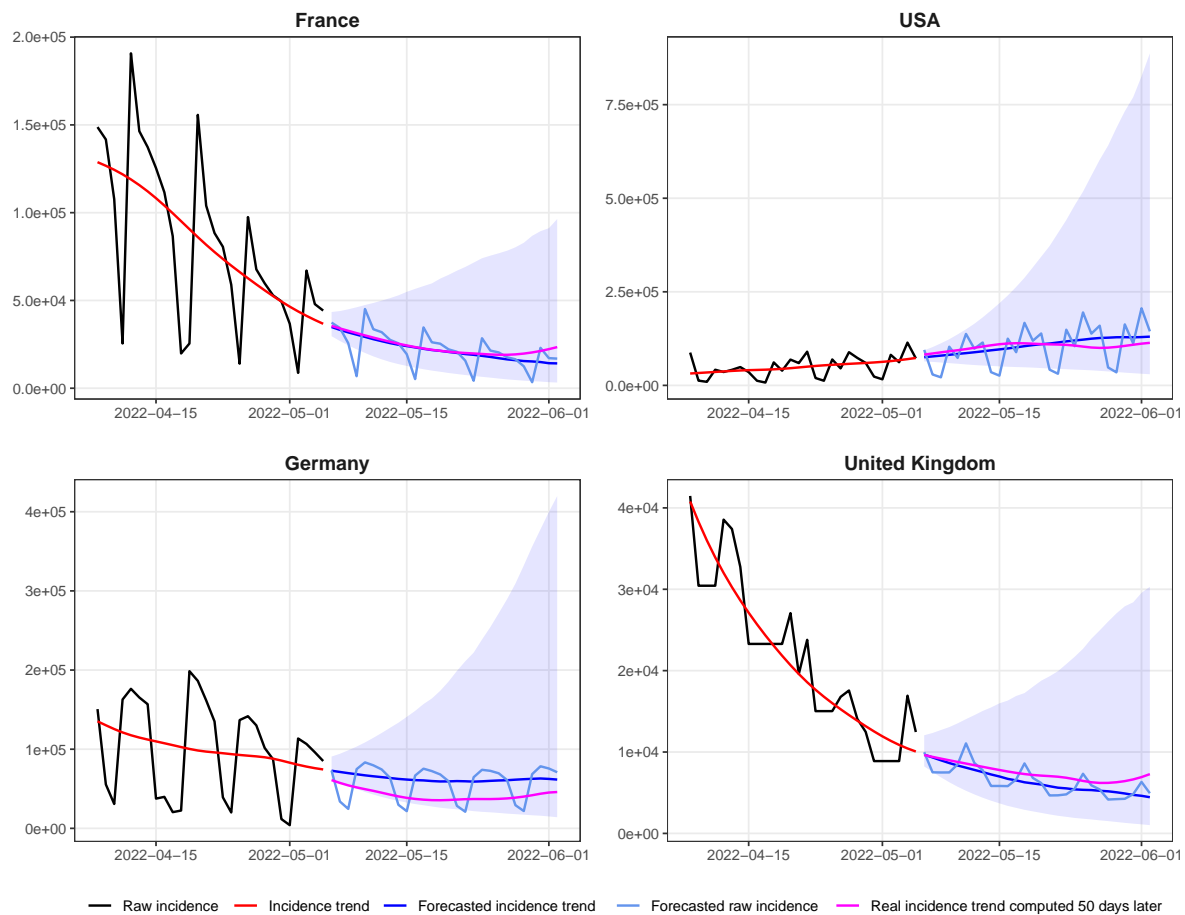 France
2.0e+05
1.5e+05
1.0e+05
5.0e+04
0.0e+00
2022−04−15
2022−05−01
2022−05−15
2022−06−01
USA
7.5e+05
5.0e+05
2.5e+05
0.0e+00
2022−04−15
2022−05−01
2022−05−15
2022−06−01
Germany
4e+05
3e+05
2e+05
1e+05
0e+00
2022−04−15
2022−05−01
2022−05−15
2022−06−01
United Kingdom
4e+04
3e+04
2e+04
1e+04
0e+00
2022−04−15
2022−05−01
2022−05−15
2022−06−01
Raw incidence
Incidence trend
Forecasted incidence trend
Forecasted raw incidence
Real incidence trend computed 50 days later